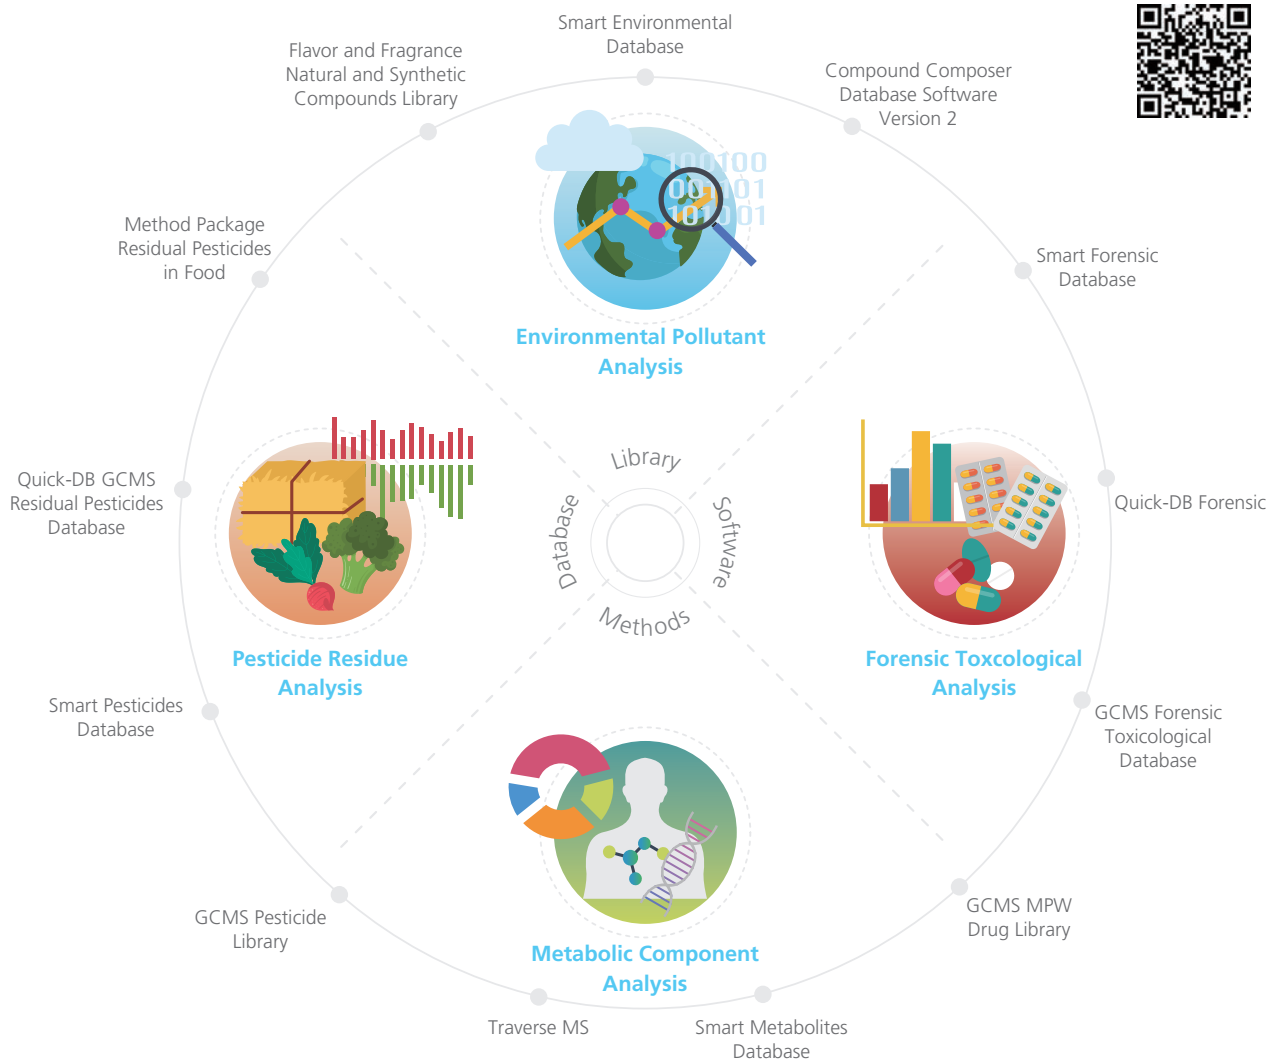 Smart Environmental
Database
Flavor and Fragrance
Natural and Synthetic
Compounds Library
Compound Composer
Database Software
Version 2
100100
001101
101001
Method Package
Residual Pesticides
in Food
Smart Forensic
Database
Environmental Pollutant
Analysis
Library
Database
Software
Methods
Quick-DB GCMS
Residual Pesticides
Database
Quick-DB Forensic
Pesticide Residue
Analysis
Forensic Toxcological
Analysis
Smart Pesticides
Database
GCMS Forensic
Toxicological
Database
GCMS Pesticide
Library
GCMS MPW
Drug Library
Metabolic Component
Analysis
Traverse MS
Smart Metabolites
Database